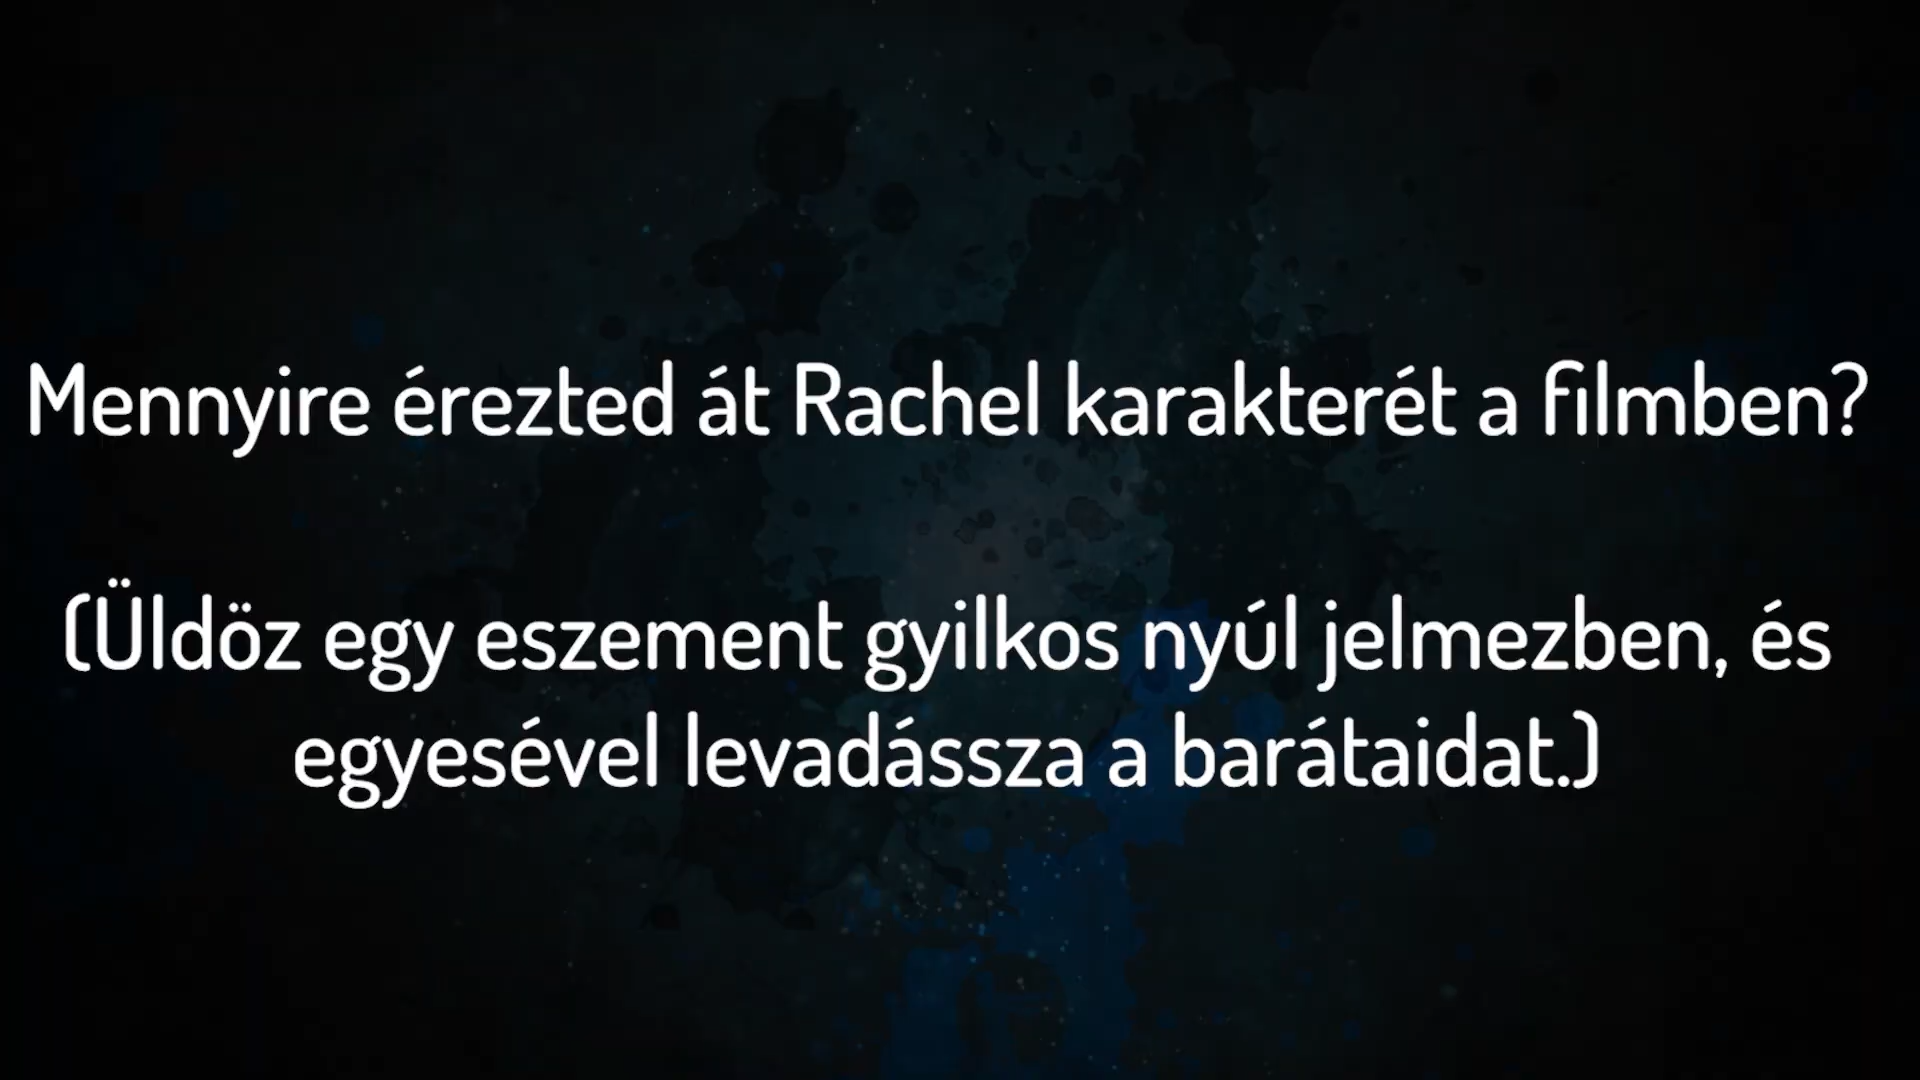 Mennyire érezted át Rachel karakterét a filmben?
(Üldöz egy eszement gyilkos nyúl jelmezben, és
egyesével levadássza a barátaidat.)